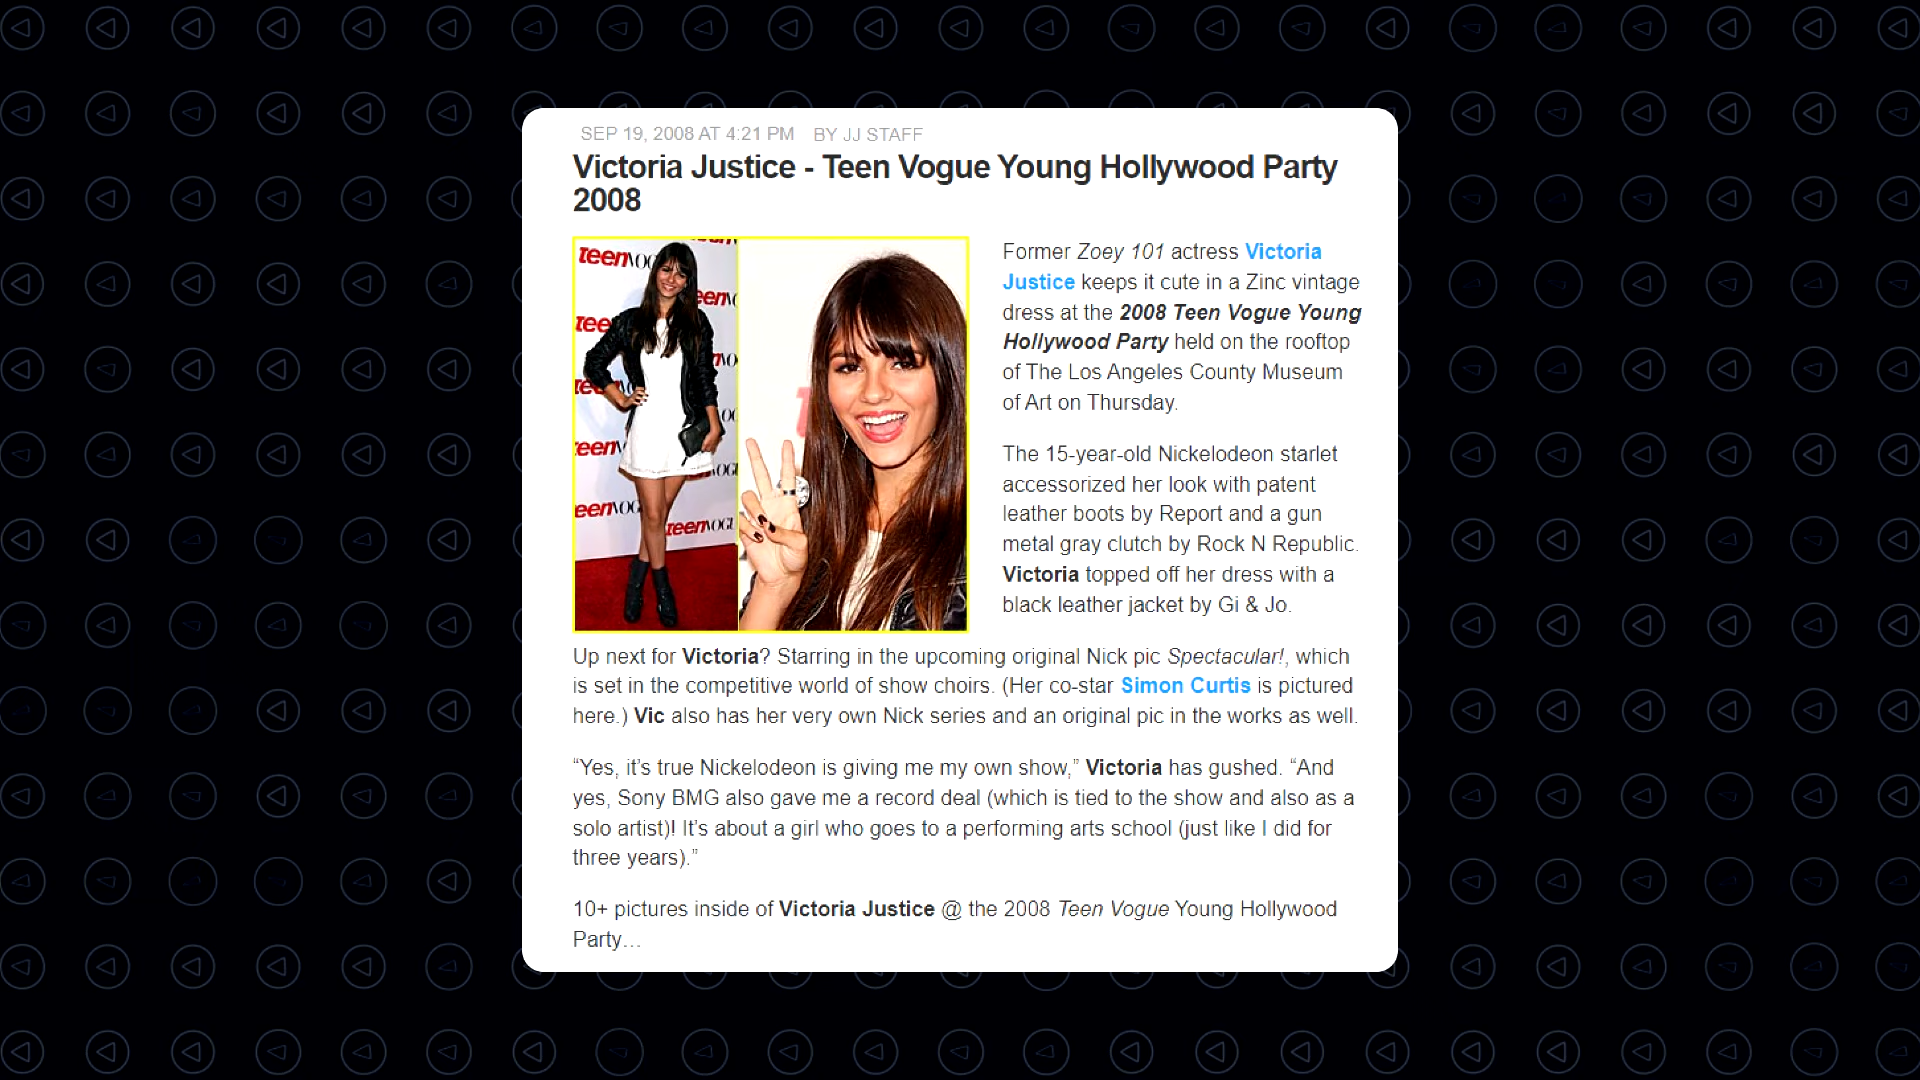 SEP 19, 2008 AT 4:21 PM BY JJ STAFF
Victoria Justice - Teen Vogue Young Hollywood Party
2008
teen VOG
een VO
tee
eenv
eenVOG
teenVOGU
Former Zoey 101 actress Victoria
Justice keeps it cute in a Zinc vintage
dress at the 2008 Teen Vogue Young
Hollywood Party held on the rooftop
of The Los Angeles County Museum
of Art on Thursday.
The 15-year-old Nickelodeon starlet
accessorized her look with patent
leather boots by Report and a gun
metal gray clutch by Rock N Republic.
Victoria topped off her dress with a
black leather jacket by Gi & Jo.
Up next for Victoria? Starring in the upcoming original Nick pic Spectacular!, which
is set in the competitive world of show choirs. (Her co-star Simon Curtis is pictured
here.) Vic also has her very own Nick series and an original pic in the works as well.
“Yes, it’s true Nickelodeon is giving me my own show,” Victoria has gushed. “And
yes, Sony BMG also gave me a record deal (which is tied to the show and also as a
solo artist)! It’s about a girl who goes to a performing arts school (just like I did for
three years).”
10+ pictures inside of Victoria Justice @ the 2008 Teen Vogue Young Hollywood
Party…